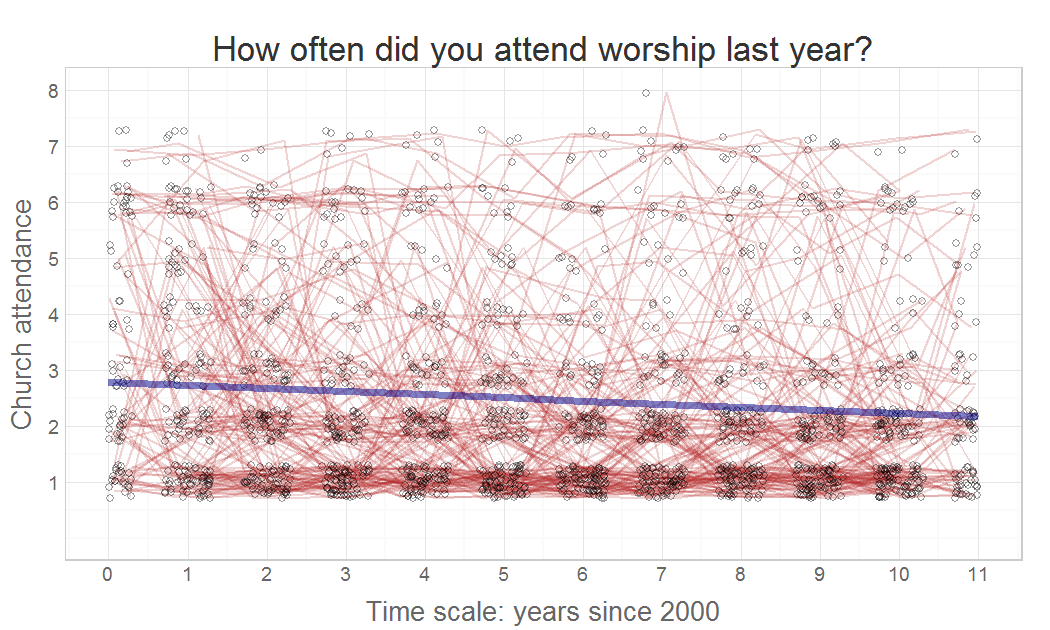 How often did you attend worship last year?
Church attendance
8
7
6
5
4
3
2
1
0 1 2 3 4 5 6 7 8 9 10 11
Time scale: years since 2000